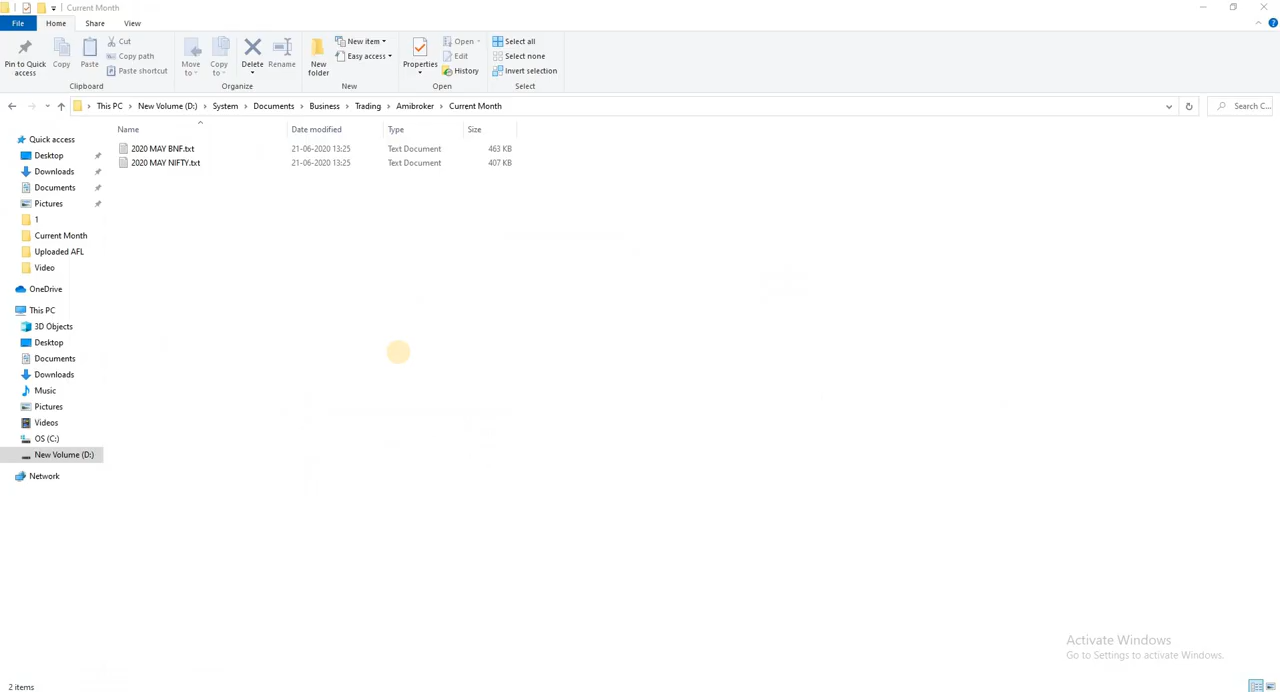 Current Month
File Home Share View
Pin to Quick access
Copy
Paste
Cut
Copy path
Paste shortcut
Clipboard
Move to
Copy to
Delete
Rename
Organize
New folder
New item
Easy access
New
Properties
Open
Edit
History
Open
Select all
Select none
Invert selection
Select
This PC › New Volume (D:) › System › Documents › Business › Trading › Amibroker › Current Month
Search C...
Name Date modified Type Size
2020 MAY BNF.txt 21-06-2020 13:25 Text Document 463 KB
2020 MAY NIFTY.txt 21-06-2020 13:25 Text Document 407 KB
Quick access
Desktop
Downloads
Documents
Pictures
1
Current Month
Uploaded AFL
Video
OneDrive
This PC
3D Objects
Desktop
Documents
Downloads
Music
Pictures
Videos
OS (C:)
New Volume (D:)
Network
Activate Windows
Go to Settings to activate Windows.
2 items